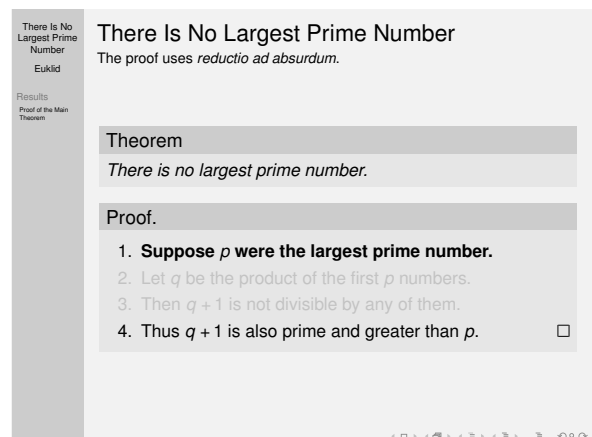 There Is No
Largest Prime
Number
Euklid
Results
Proof of the Main
Theorem
There Is No Largest Prime Number
The proof uses reductio ad absurdum.
Theorem
There is no largest prime number.
Proof.
1. Suppose p were the largest prime number.
2. Let q be the product of the first p numbers.
3. Then q + 1 is not divisible by any of them.
4. Thus q + 1 is also prime and greater than p. □